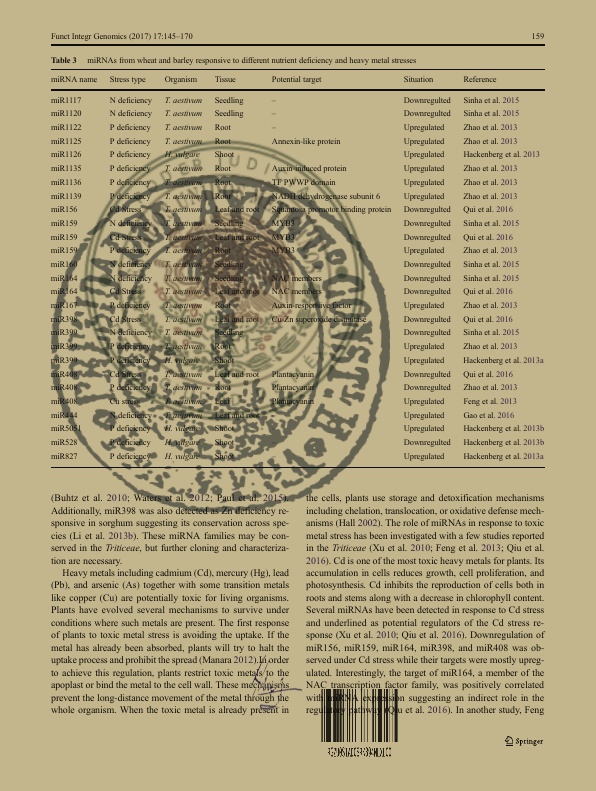 Funct Integr Genomics (2017) 17:145–170 159
Table 3 miRNAs from wheat and barley responsive to different nutrient deficiency and heavy metal stresses
miRNA name Stress type Organism Tissue Potential target Situation Reference
miR1117 N deficiency T. aestivum Seedling – Downregulted Sinha et al. 2015
miR1120 N deficiency T. aestivum Seedling – Downregulted Sinha et al. 2015
miR1122 P deficiency T. aestivum Root – Upregulated Zhao et al. 2013
miR1125 P deficiency T. aestivum Root Annexin-like protein Upregulated Zhao et al. 2013
miR1126 P deficiency H. vulgare Shoot Upregulated Hackenberg et al. 2013
miR1135 P deficiency T. aestivum Root Auxin-induced protein Upregulated Zhao et al. 2013
miR1136 P deficiency T. aestivum Root TF PWWP domain Upregulated Zhao et al. 2013
miR1139 P deficiency T. aestivum Root NADH dehydrogenase subunit 6 Upregulated Zhao et al. 2013
miR156 Cd Stress T. aestivum Leaf and root Squamosa promotor binding protein Downregulated Qui et al. 2016
miR159 N deficiency T. aestivum Seedling MYB3 Downregulated Sinha et al. 2015
miR159 Cd Stress T. aestivum Leaf and root MYB3 Downregulated Qui et al. 2016
miR159 P deficiency T. aestivum Root MYB3 Upregulated Zhao et al. 2013
miR160 N deficiency T. aestivum Seedling Downregulated Sinha et al. 2015
miR164 N deficiency T. aestivum Seedling NAC members Downregulated Sinha et al. 2015
miR164 Cd Stress T. aestivum Leaf and root NAC members Downregulated Qui et al. 2016
miR167 P deficiency T. aestivum Root Auxin-responsive factor Upregulated Zhao et al. 2013
miR398 Cd Stress T. aestivum Leaf and root Cu-Zn superoxide dismutase Downregulated Qui et al. 2016
miR399 N deficiency T. aestivum Seedling Downregulated Sinha et al. 2015
miR399 P deficiency T. aestivum Root Upregulated Zhao et al. 2013
miR399 P deficiency H. vulgare Shoot Upregulated Hackenberg et al. 2013a
miR408 Cd Stress T. aestivum Leaf and root Plantacyanin Downregulated Qui et al. 2016
miR408 P deficiency T. aestivum Root Plantacyanin Downregulated Zhao et al. 2013
miR408 Cu stress T. aestivum Leaf Plantacyanin Upregulated Feng et al. 2013
miR444 N deficiency T. aestivum Leaf and root Upregulated Gao et al. 2016
miR5051 P deficiency H. vulgare Shoot Upregulated Hackenberg et al. 2013b
miR528 P deficiency H. vulgare Shoot Downregulated Hackenberg et al. 2013b
miR827 P deficiency H. vulgare Shoot Upregulated Hackenberg et al. 2013a
(Buhtz et al. 2010; Waters et al. 2012; Paul et al. 2015).
Additionally, miR398 was also detected as Zn deficiency re-
sponsive in sorghum suggesting its conservation across spe-
cies (Li et al. 2013b). These miRNA families may be con-
served in the Triticeae, but further cloning and characteriza-
tion are necessary.
Heavy metals including cadmium (Cd), mercury (Hg), lead
(Pb), and arsenic (As) together with some transition metals
like copper (Cu) are potentially toxic for living organisms.
Plants have evolved several mechanisms to survive under
conditions where such metals are present. The first response
of plants to toxic metal stress is avoiding the uptake. If the
metal has already been absorbed, plants will try to halt the
uptake process and prohibit the spread (Manara 2012). In order
to achieve this regulation, plants restrict toxic metals to the
apoplast or bind the metal to the cell wall. These mechanisms
prevent the long-distance movement of the metal through the
whole organism. When the toxic metal is already present in
the cells, plants use storage and detoxification mechanisms
including chelation, translocation, or oxidative defense mech-
anisms (Hall 2002). The role of miRNAs in response to toxic
metal stress has been investigated with a few studies reported
in the Triticeae (Xu et al. 2010; Feng et al. 2013; Qiu et al.
2016). Cd is one of the most toxic heavy metals for plants. Its
accumulation in cells reduces growth, cell proliferation, and
photosynthesis. Cd inhibits the reproduction of cells both in
roots and stems along with a decrease in chlorophyll content.
Several miRNAs have been detected in response to Cd stress
and underlined as potential regulators of the Cd stress re-
sponse (Xu et al. 2010; Qiu et al. 2016). Downregulation of
miR156, miR159, miR164, miR398, and miR408 was ob-
served under Cd stress while their targets were mostly upreg-
ulated. Interestingly, the target of miR164, a member of the
NAC transcription factor family, was positively correlated
with miRNA expression suggesting an indirect role in the
regulatory pathway (Qiu et al. 2016). In another study, Feng
Springer